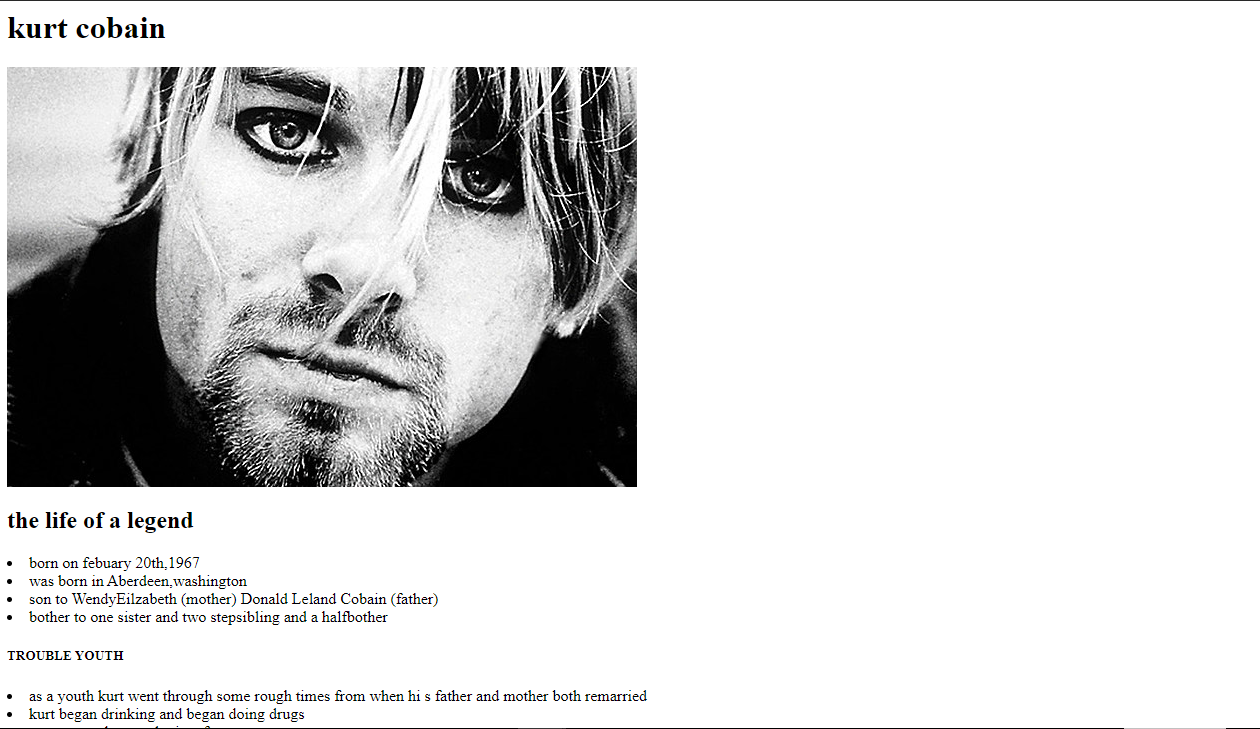 kurt cobain
the life of a legend
born on febuary 20th,1967
was born in Aberdeen,washington
son to WendyEilzabeth (mother) Donald Leland Cobain (father)
bother to one sister and two stepsibling and a halfbother
TROUBLE YOUTH
as a youth kurt went through some rough times from when hi s father and mother both remarried
kurt began drinking and began doing drugs